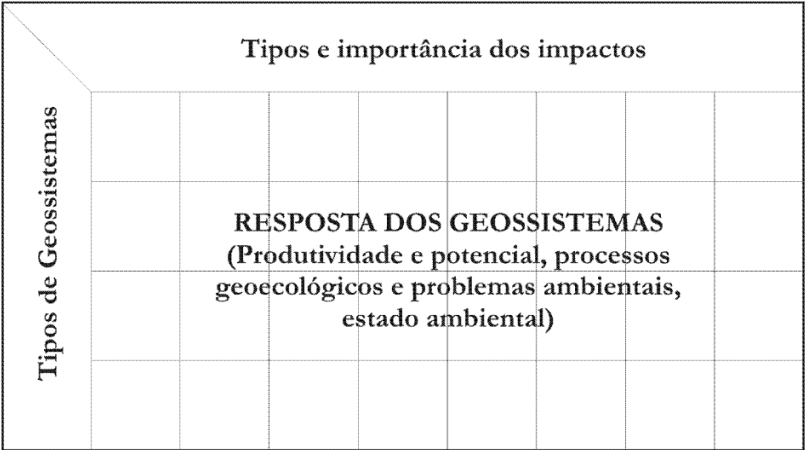 Tipos e importância dos impactos
Tipos de Geossistemas
RESPOSTA DOS GEOSSISTEMAS
(Produtividade e potencial, processos
geoecológicos e problemas ambientais,
estado ambiental)